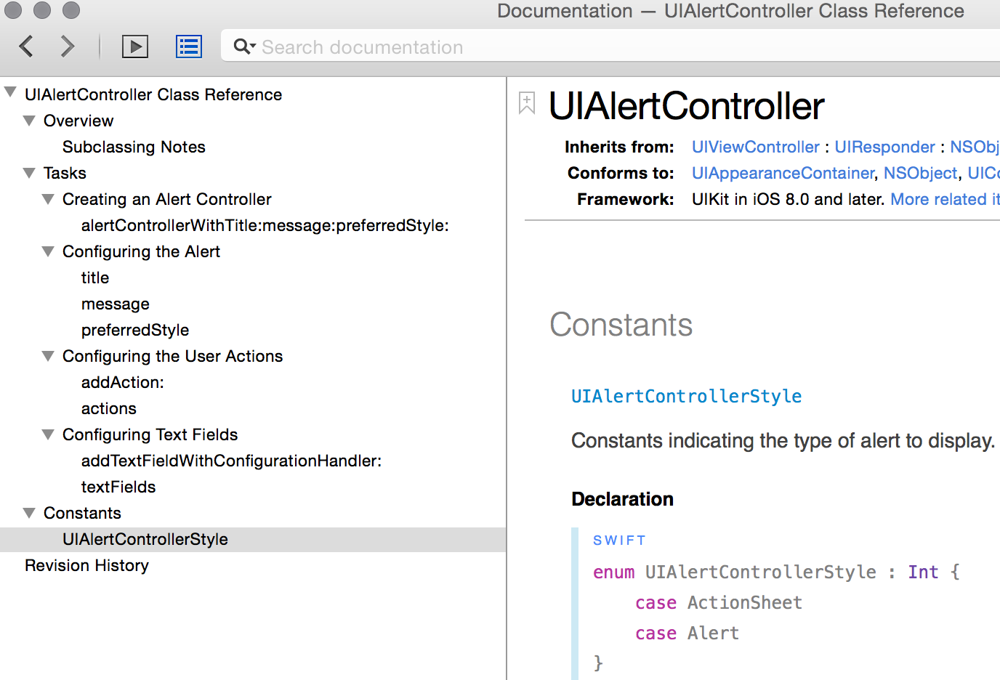 Documentation — UIAlertController Class Reference
Search documentation
UIAlertController Class Reference
Overview
Subclassing Notes
Tasks
Creating an Alert Controller
alertControllerWithTitle:message:preferredStyle:
Configuring the Alert
title
message
preferredStyle
Configuring the User Actions
addAction:
actions
Configuring Text Fields
addTextFieldWithConfigurationHandler:
textFields
Constants
UIAlertControllerStyle
Revision History
UIAlertController
Inherits from: UIViewController : UIResponder : NSObj
Conforms to: UIAppearanceContainer, NSObject, UICo
Framework: UIKit in iOS 8.0 and later. More related it
Constants
UIAlertControllerStyle
Constants indicating the type of alert to display.
Declaration
SWIFT
enum UIAlertControllerStyle : Int {
case ActionSheet
case Alert
}